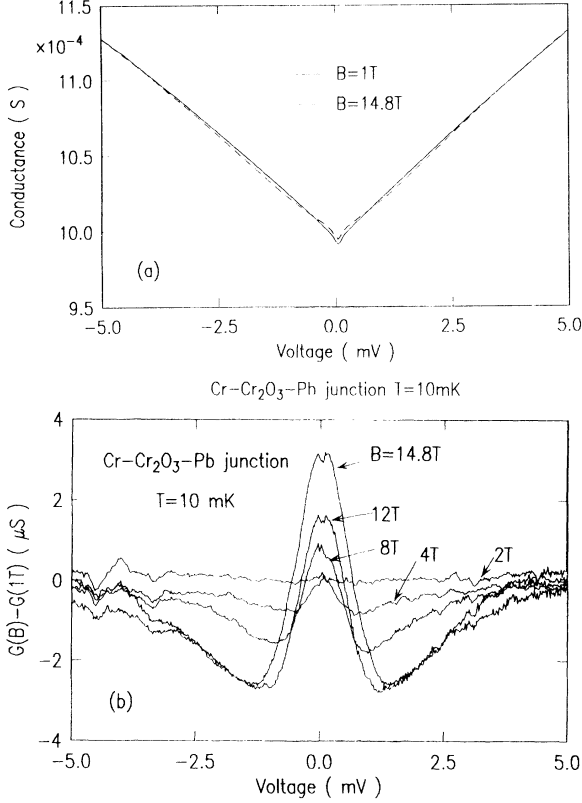 11.5
×10-4
11.0
10.5
10.0
9.5
Conductance ( S )
B=1T
B=14.8T
(a)
-5.0 -2.5 0.0 2.5 5.0
Voltage ( mV )
Cr-Cr2O3-Pb junction T=10mK
4
2
0
-2
-4
G(B)-G(1T) ( μS )
Cr-Cr2O3-Pb junction
T=10 mK
B=14.8T
12T
8T
4T
2T
(b)
-5.0 -2.5 0.0 2.5 5.0
Voltage ( mV )